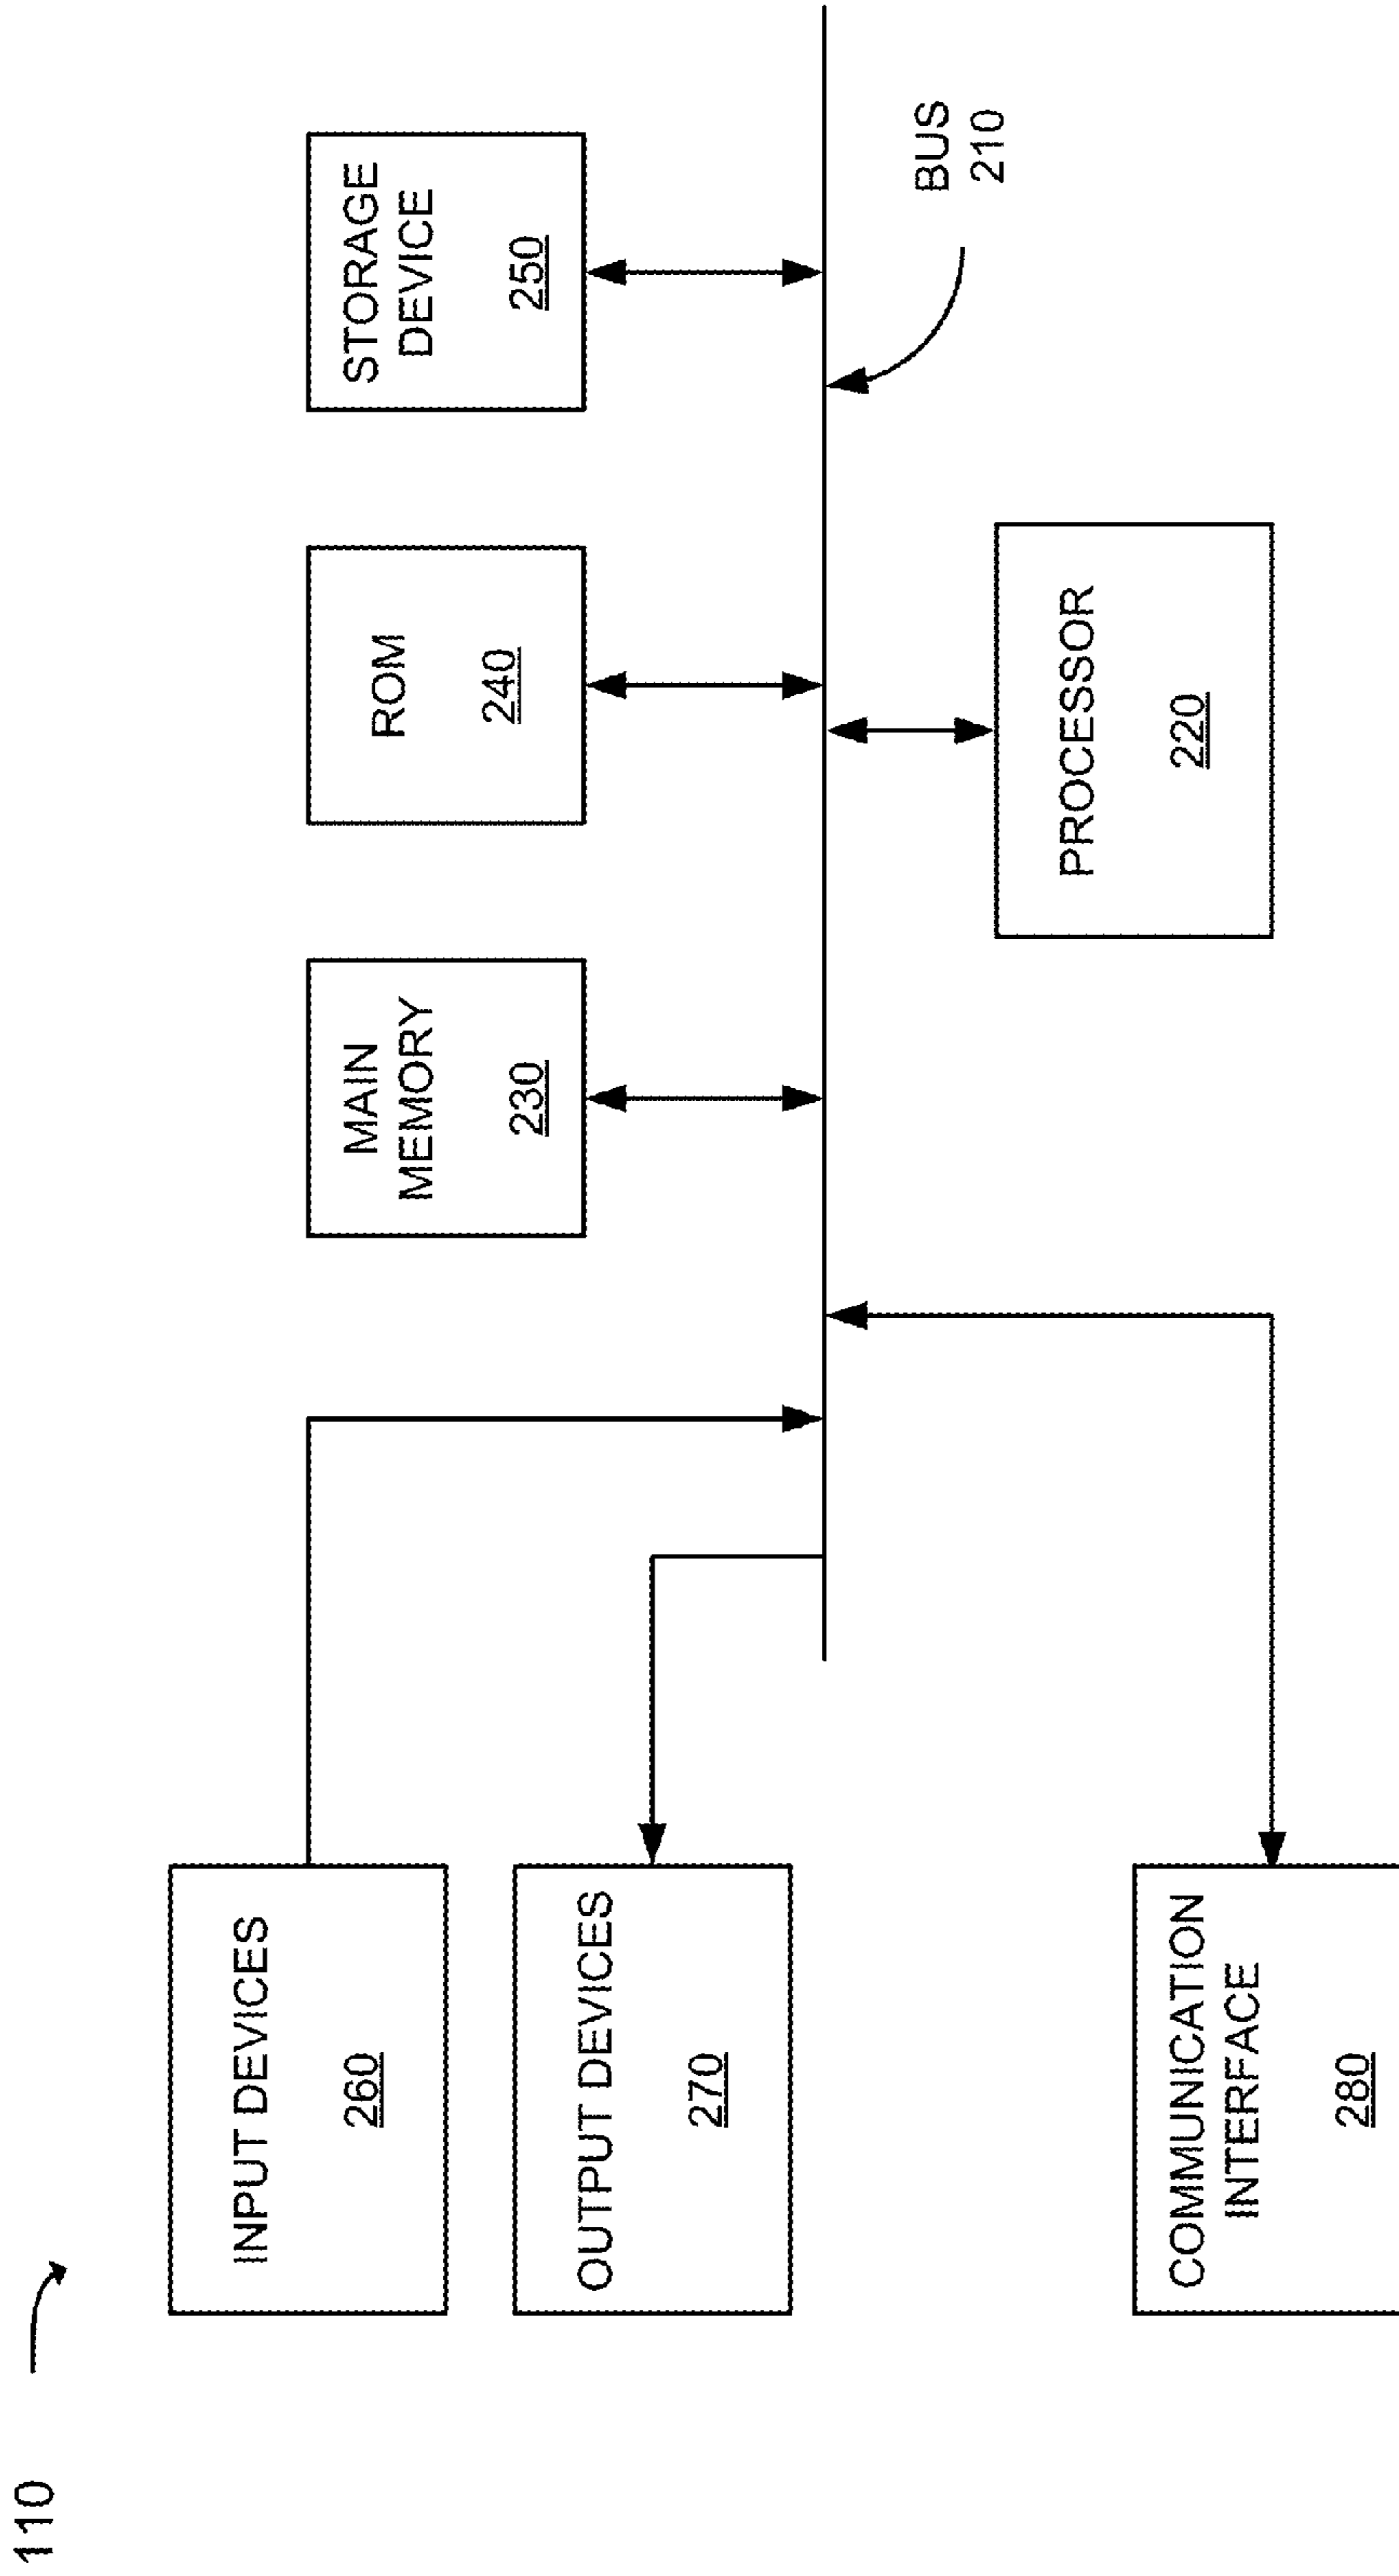 110
INPUT DEVICES
260
OUTPUT DEVICES
270
COMMUNICATION
INTERFACE
280
MAIN
MEMORY
230
ROM
240
STORAGE
DEVICE
250
PROCESSOR
220
BUS
210